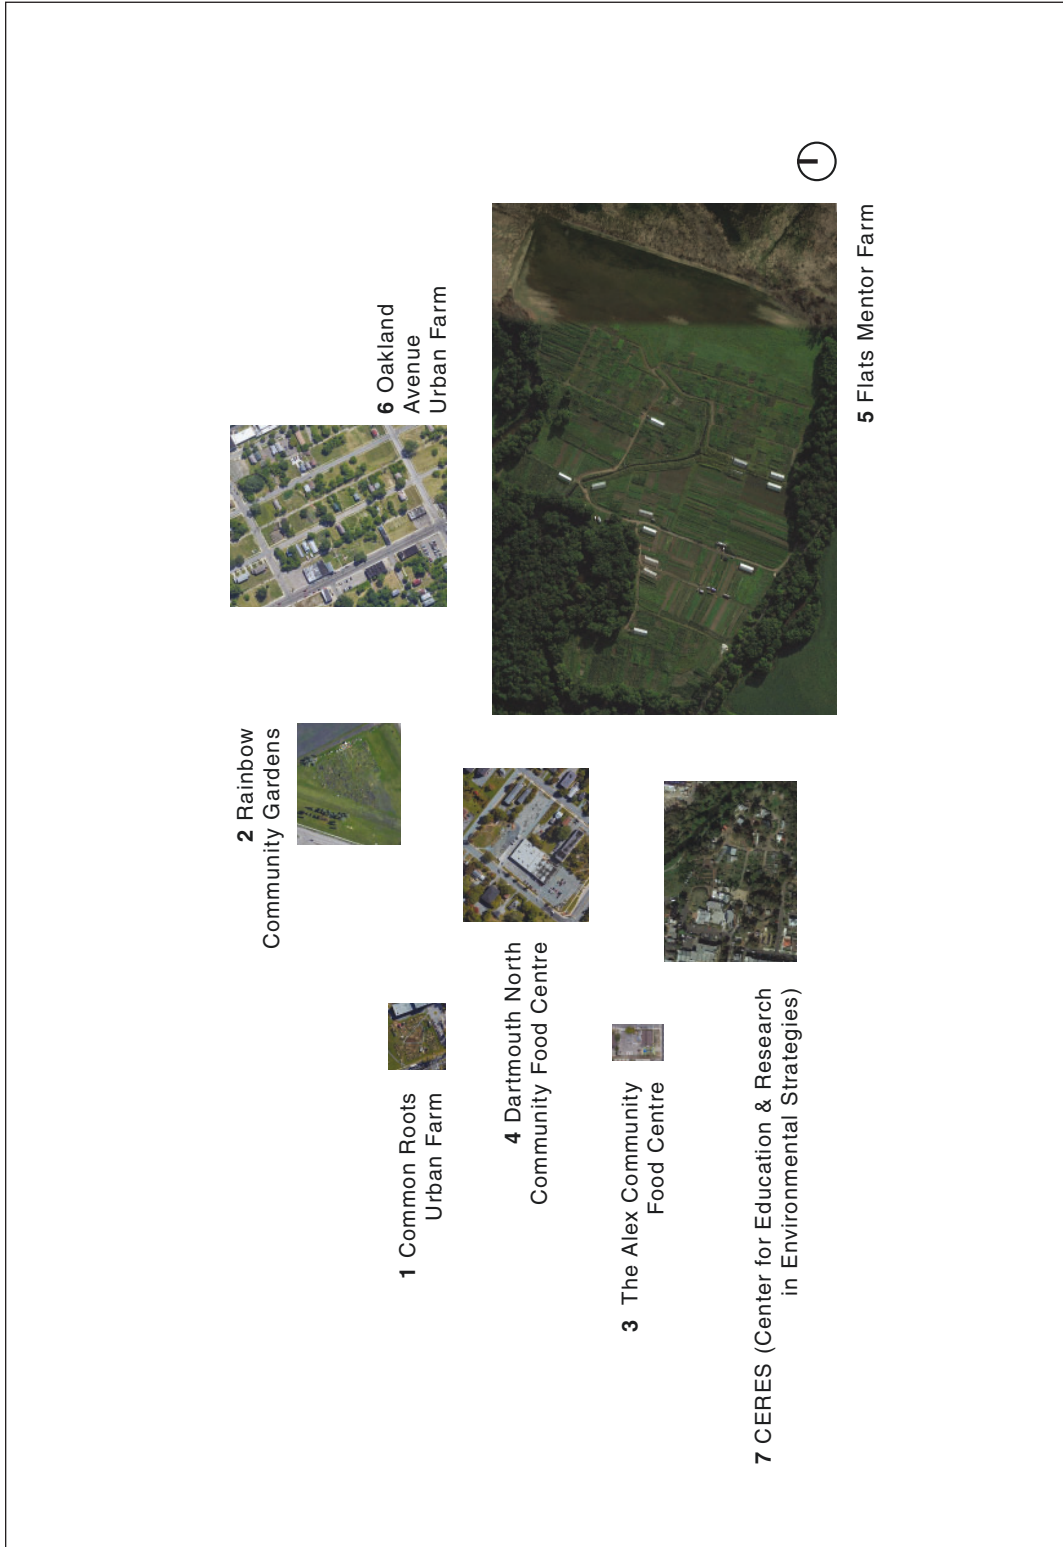 1 Common Roots
Urban Farm
2 Rainbow
Community Gardens
3 The Alex Community
Food Centre
4 Dartmouth North
Community Food Centre
5 Flats Mentor Farm
6 Oakland
Avenue
Urban Farm
7 CERES (Center for Education & Research
in Environmental Strategies)